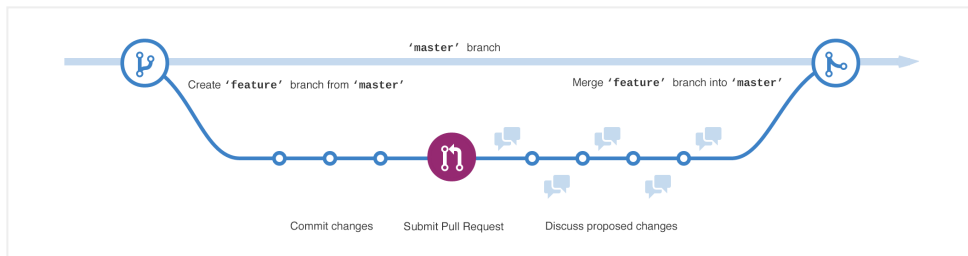 ‘master’ branch
Create ‘feature’ branch from ‘master’
Merge ‘feature’ branch into ‘master’
Commit changes
Submit Pull Request
Discuss proposed changes